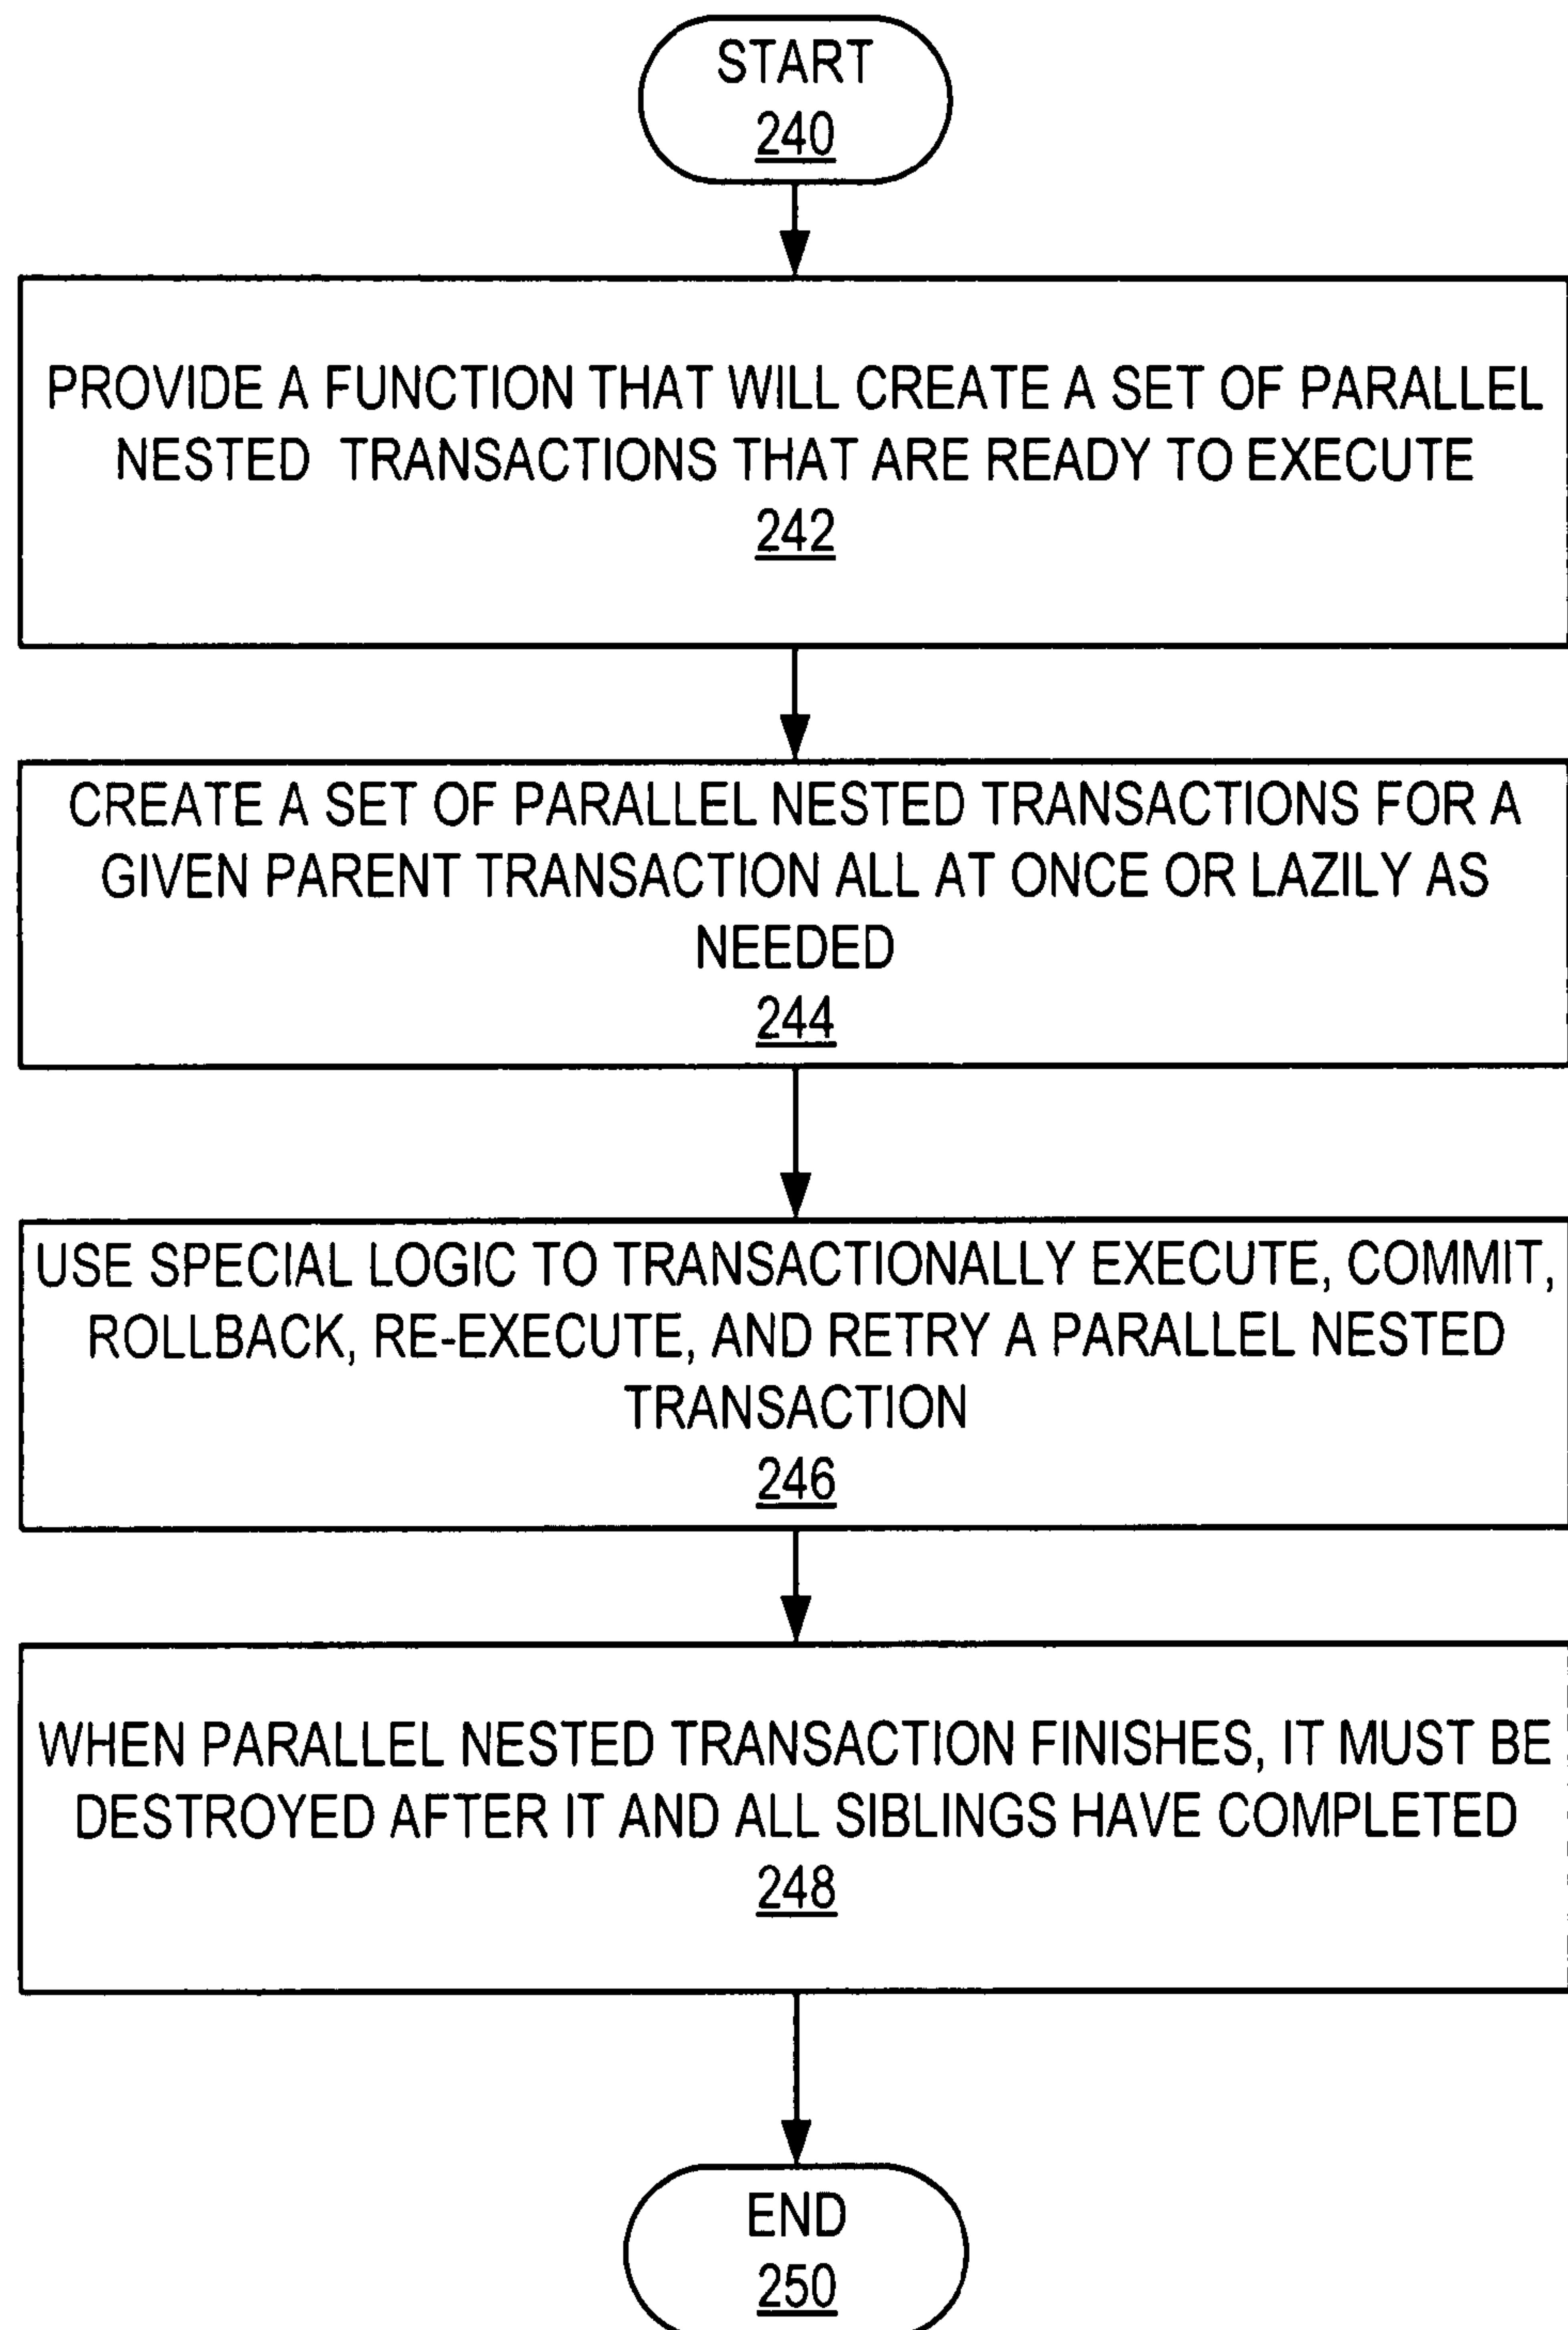 START
240
PROVIDE A FUNCTION THAT WILL CREATE A SET OF PARALLEL
NESTED TRANSACTIONS THAT ARE READY TO EXECUTE
242
CREATE A SET OF PARALLEL NESTED TRANSACTIONS FOR A
GIVEN PARENT TRANSACTION ALL AT ONCE OR LAZILY AS
NEEDED
244
USE SPECIAL LOGIC TO TRANSACTIONALLY EXECUTE, COMMIT,
ROLLBACK, RE-EXECUTE, AND RETRY A PARALLEL NESTED
TRANSACTION
246
WHEN PARALLEL NESTED TRANSACTION FINISHES, IT MUST BE
DESTROYED AFTER IT AND ALL SIBLINGS HAVE COMPLETED
248
END
250